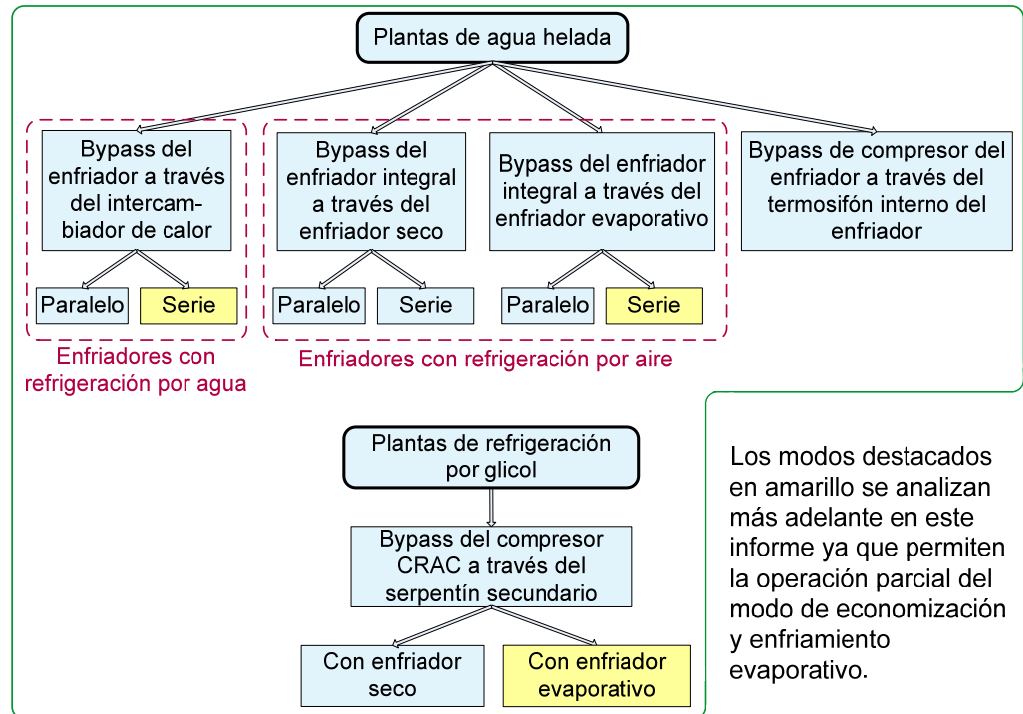 Plantas de agua helada
Bypass del
enfriador a través
del intercam-
biador de calor
Bypass del
enfriador integral
a través del
enfriador seco
Bypass del enfriador
integral a través del
enfriador evaporativo
Bypass de compresor del
enfriador a través del
termosifón interno del
enfriador
Paralelo
Serie
Paralelo
Serie
Paralelo
Serie
Enfriadores con
refrigeración por agua
Enfriadores con refrigeración por aire
Plantas de refrigeración
por glicol
Bypass del compresor
CRAC a través del
serpentín secundario
Con enfriador
seco
Con enfriador
evaporativo
Los modos destacados
en amarillo se analizan
más adelante en este
informe ya que permiten
la operación parcial del
modo de economización
y enfriamiento
evaporativo.